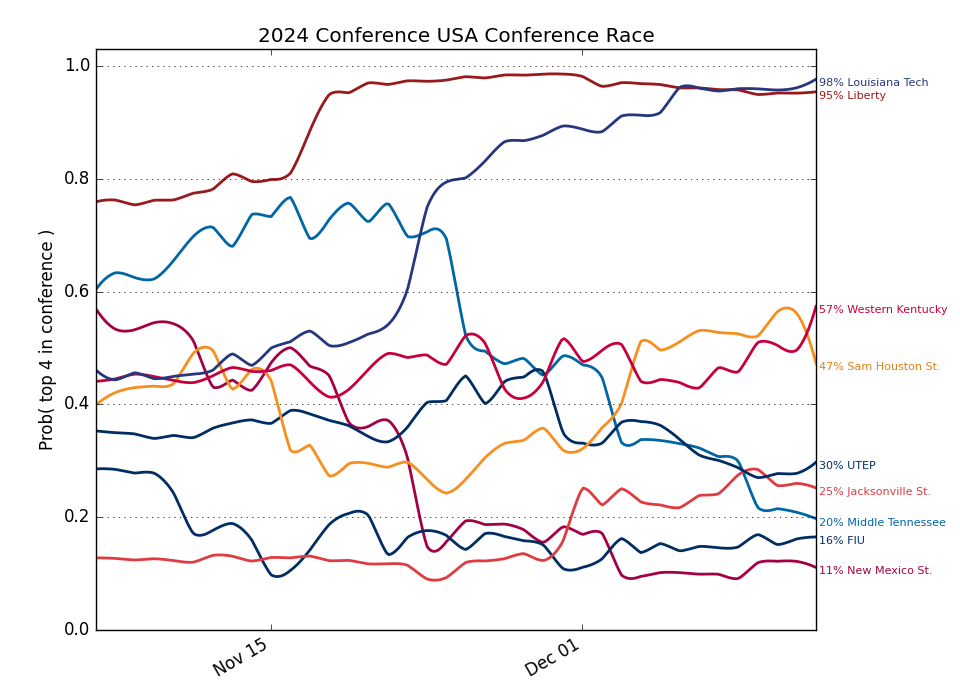 2024 Conference USA Conference Race
Prob( top 4 in conference )
1.0
0.8
0.6
0.4
0.2
0.0
Nov 15
Dec 01
98% Louisiana Tech
95% Liberty
57% Western Kentucky
47% Sam Houston St.
30% UTEP
25% Jacksonville St.
20% Middle Tennessee
16% FIU
11% New Mexico St.